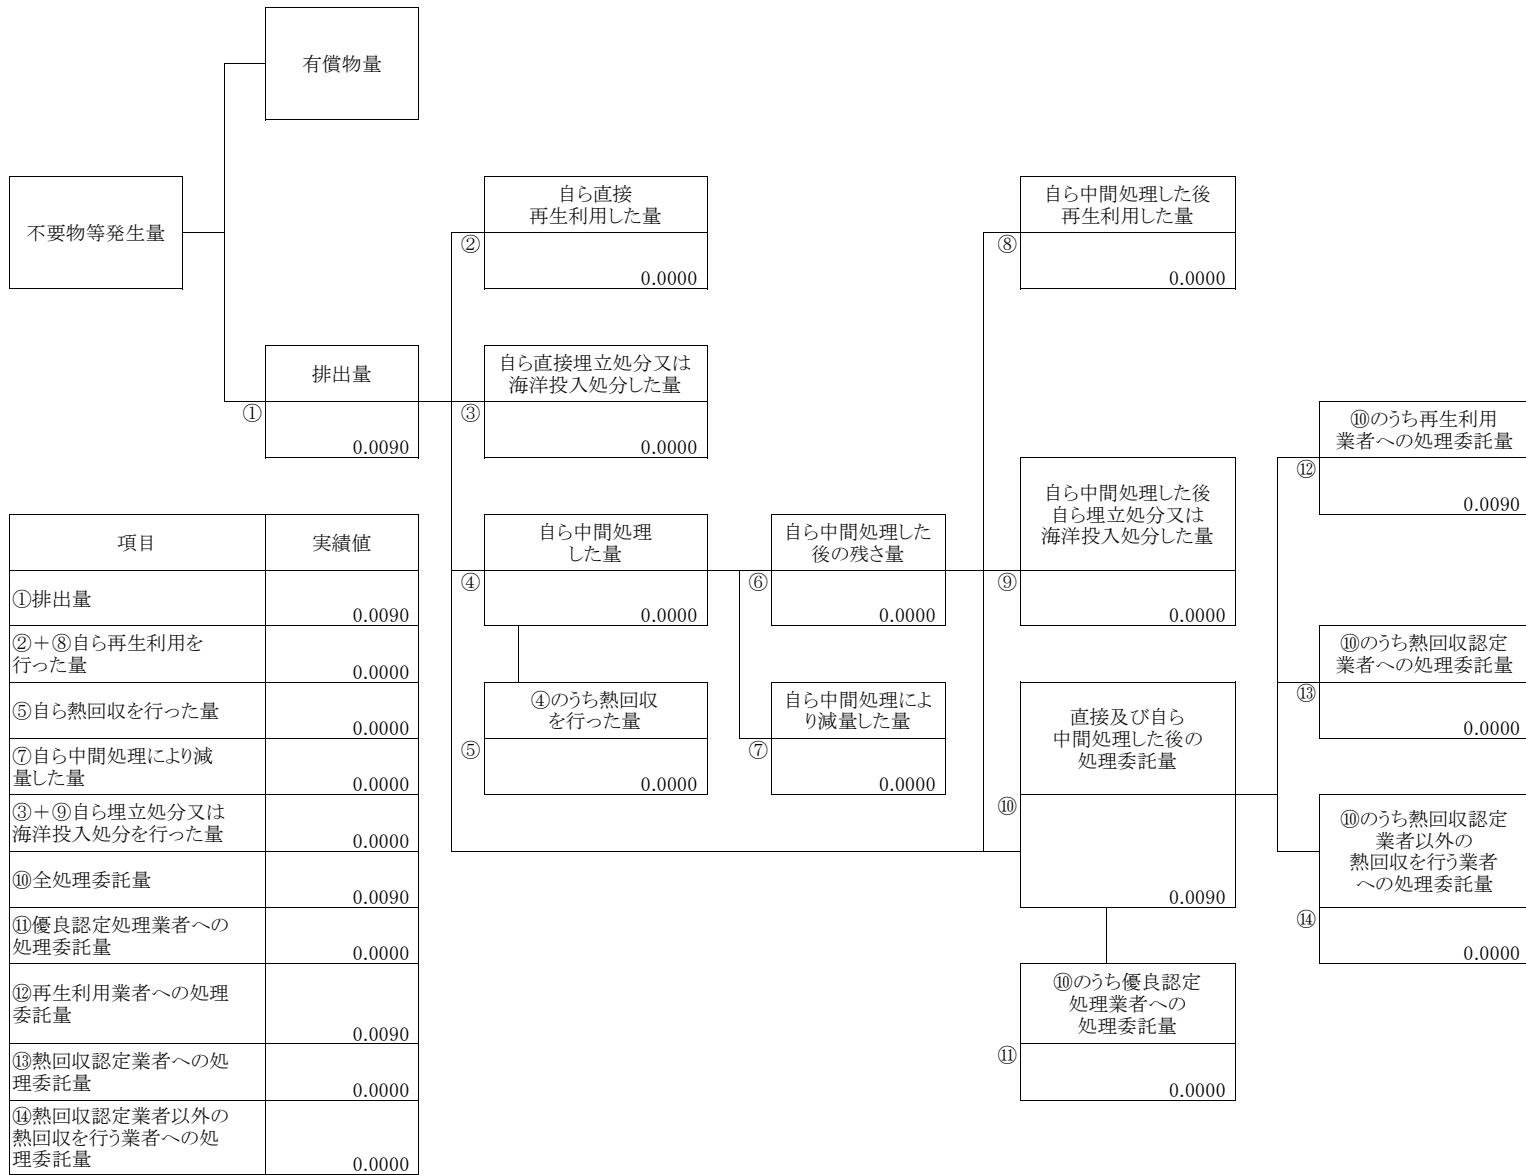 有償物量
不要物等発生量
自ら直接
再生利用した量
②
0.0000
自ら中間処理した後
再生利用した量
⑧
0.0000
排出量
①
0.0090
自ら直接埋立処分又は
海洋投入処分した量
③
0.0000
⑩のうち再生利用
業者への処理委託量
⑫
0.0090
自ら中間処理
した量
④
0.0000
自ら中間処理した
後の残さ量
⑥
0.0000
自ら中間処理した後
自ら埋立処分又は
海洋投入処分した量
⑨
0.0000
⑩のうち熱回収認定
業者への処理委託量
⑬
0.0000
④のうち熱回収
を行った量
⑤
0.0000
自ら中間処理によ
り減量した量
⑦
0.0000
直接及び自ら
中間処理した後の
処理委託量
⑩
0.0090
⑩のうち熱回収認定
業者以外の
熱回収を行う業者
への処理委託量
⑭
0.0000
⑩のうち優良認定
処理業者への
処理委託量
⑪
0.0000
項目
実績値
①排出量
0.0090
②＋⑧自ら再生利用を
行った量
0.0000
⑤自ら熱回収を行った量
0.0000
⑦自ら中間処理により減
量した量
0.0000
③＋⑨自ら埋立処分又は
海洋投入処分を行った量
0.0000
⑩全処理委託量
0.0090
⑪優良認定処理業者への
処理委託量
0.0000
⑫再生利用業者への処理
委託量
0.0090
⑬熱回収認定業者への処
理委託量
0.0000
⑭熱回収認定業者以外の
熱回収を行う業者への処
理委託量
0.0000